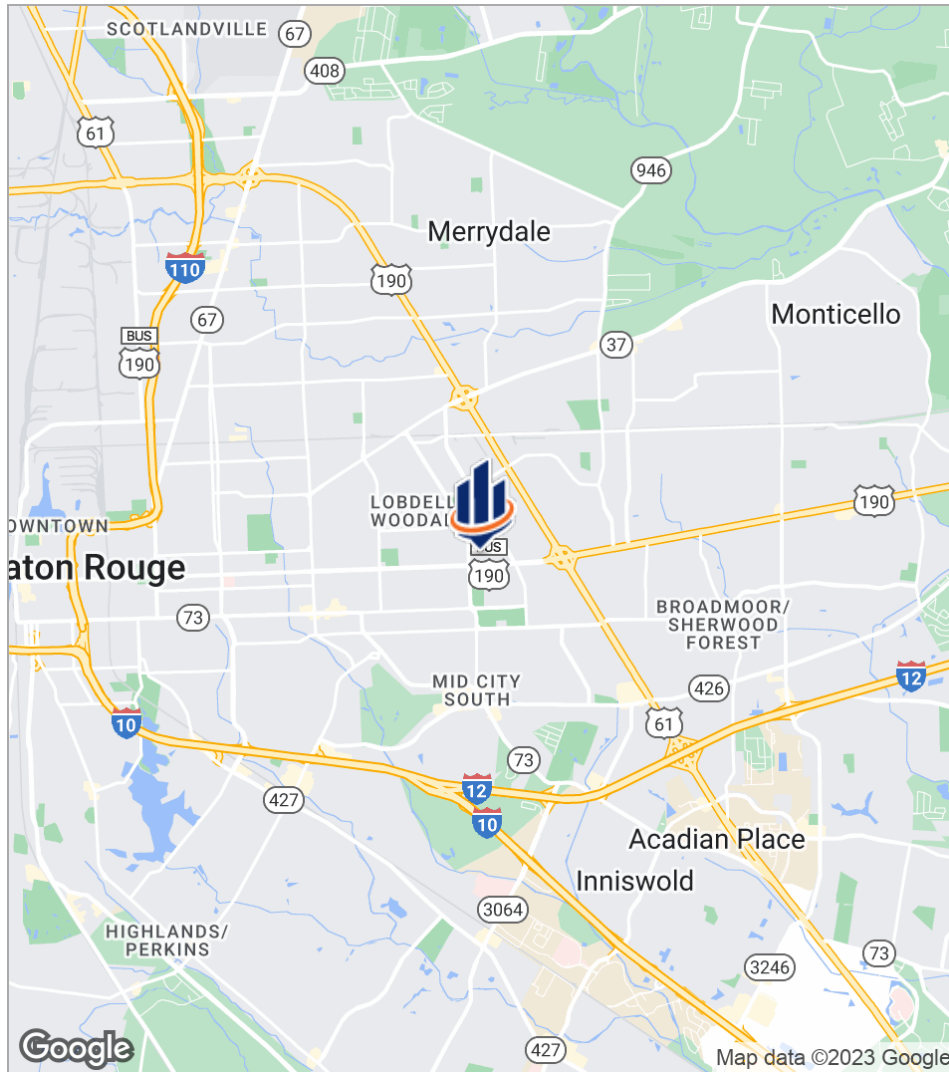 SCOTLANDVILLE
67
408
61
946
Merrydale
110
190
67
Monticello
BUS
190
37
LOBDELL
WOODA
190
OWNTOWN
BUS
aton Rouge
190
73
BROADMOOR/
SHERWOOD
FOREST
MID CITY
SOUTH
12
426
61
10
73
12
427
10
Acadian Place
Inniswold
3064
HIGHLANDS/
PERKINS
73
3246
427
Google
Map data ©2023 Google